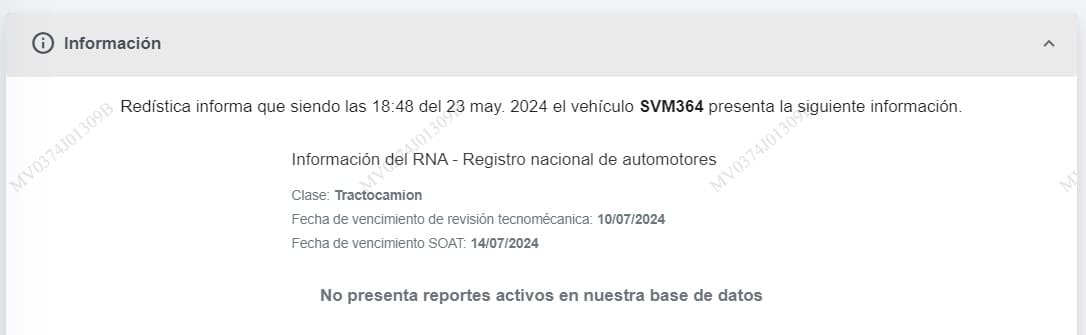 Información
Redística informa que siendo las 18:48 del 23 may. 2024 el vehículo SVM364 presenta la siguiente información.
MV0374J01309B
MV0374J01309B
MV0374J01309B
Información del RNA - Registro nacional de automotores
Clase: Tractocamion
Fecha de vencimiento de revisión tecnomécanica: 10/07/2024
Fecha de vencimiento SOAT: 14/07/2024
No presenta reportes activos en nuestra base de datos